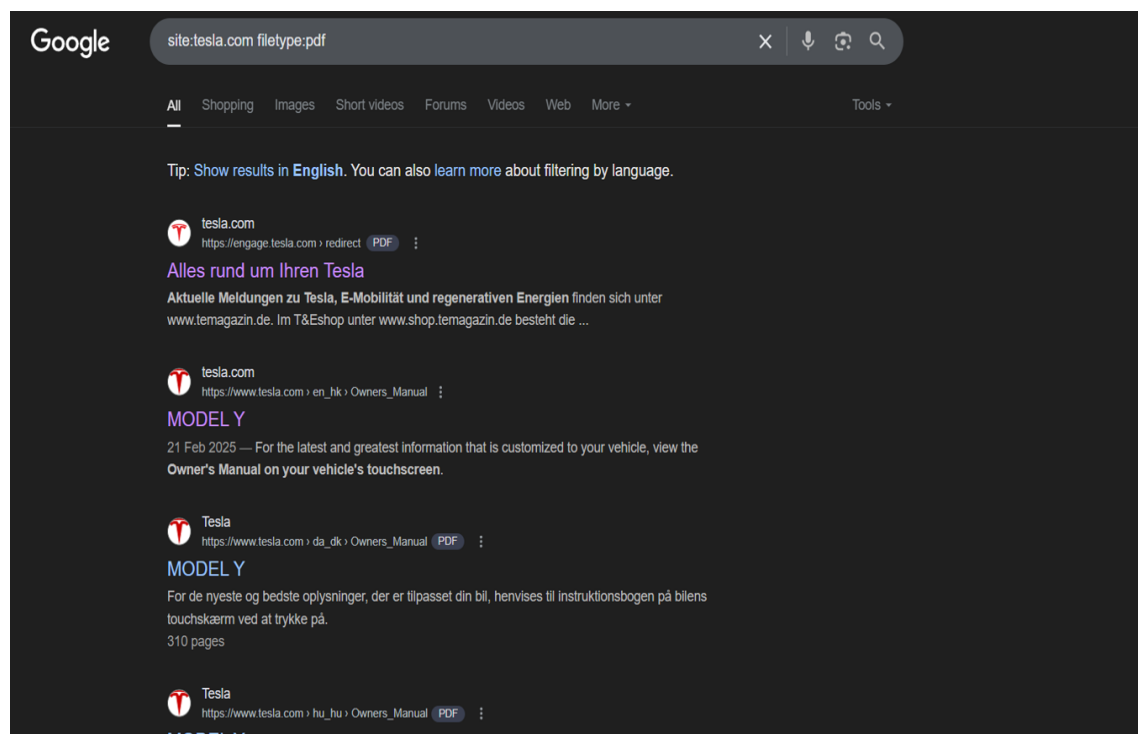 Google
site:tesla.com filetype:pdf
All Shopping Images Short videos Forums Videos Web More Tools
Tip: Show results in English. You can also learn more about filtering by language.
tesla.com
https://engage.tesla.com › redirect PDF
Alles rund um Ihren Tesla
Aktuelle Meldungen zu Tesla, E-Mobilität und regenerativen Energien finden sich unter
www.temagazin.de. Im T&Eshop unter www.shop.temagazin.de besteht die ...
tesla.com
https://www.tesla.com › en_hk › Owners_Manual
MODEL Y
21 Feb 2025 — For the latest and greatest information that is customized to your vehicle, view the
Owner's Manual on your vehicle's touchscreen.
Tesla
https://www.tesla.com › da_dk › Owners_Manual PDF
MODEL Y
For de nyeste og bedste oplysninger, der er tilpasset din bil, henvises til instruktionsbogen på bilens
touchskærm ved at trykke på.
310 pages
Tesla
https://www.tesla.com › hu_hu › Owners_Manual PDF